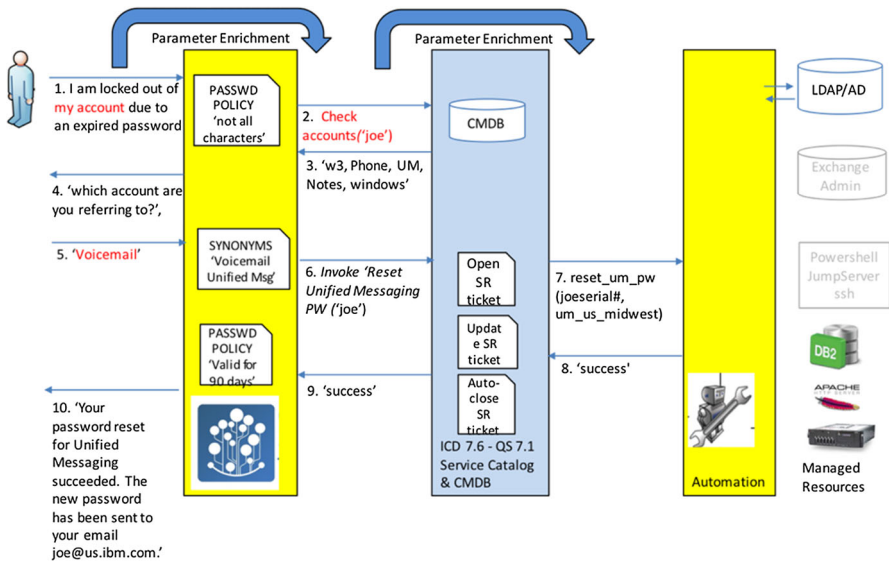 Parameter Enrichment
Parameter Enrichment
1. I am locked out of
my account due to
an expired password
PASSWD
POLICY
'not all
characters'
2. Check
accounts('joe')
CMDB
LDAP/AD
3. 'w3, Phone, UM,
Notes, windows'
Exchange
Admin
4. 'which account are
you referring to?',
5. 'Voicemail'
SYNONYMS
'Voicemail
Unified Msg'
6. Invoke 'Reset
Unified Messaging
PW ('joe')
Open
SR
ticket
7. reset_um_pw
(joeserial#,
um_us_midwest)
Powershell
JumpServer
ssh
PASSWD
POLICY
'Valid for
90 days'
Updat
e SR
ticket
8. 'success'
DB2
9. 'success'
Auto-
close
SR
ticket
APACHE
HTTP SERVER
10. 'Your
password reset
for Unified
Messaging
succeeded. The
new password
has been sent to
your email
joe@us.ibm.com.'
ICD 7.6 - QS 7.1
Service Catalog
& CMDB
Automation
Managed
Resources